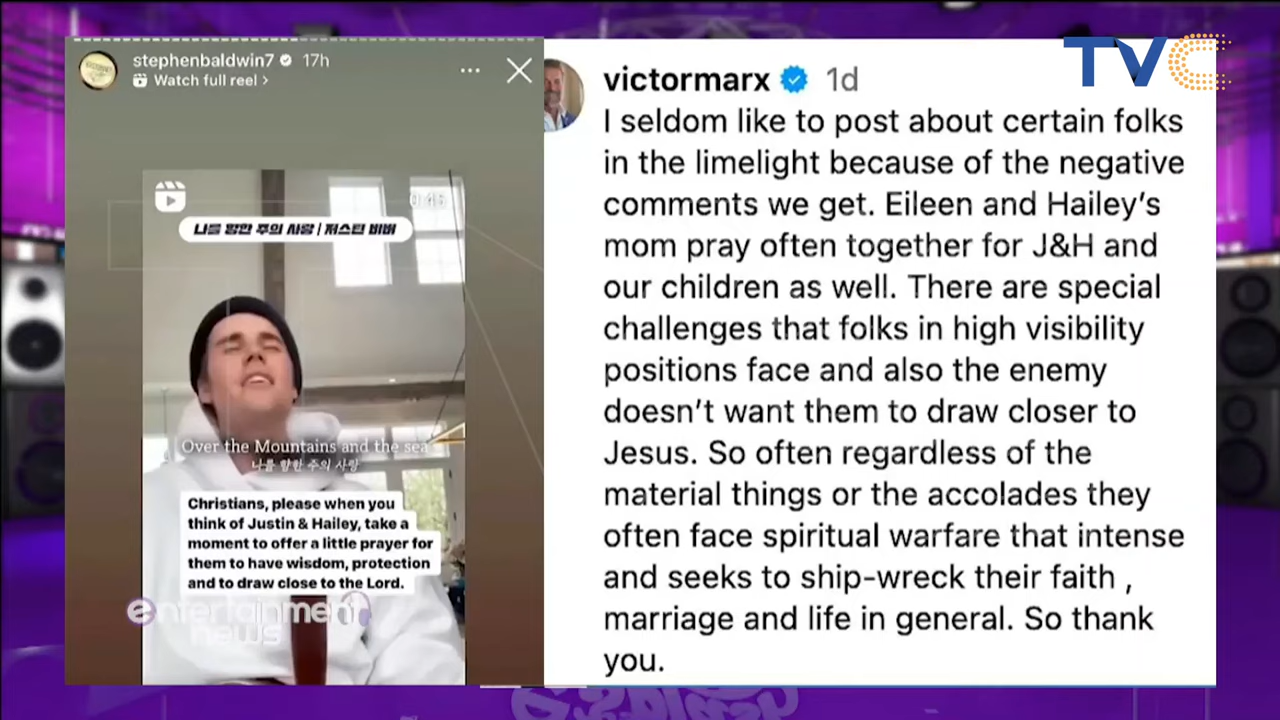 stephenbaldwin7 17h
Watch full reel >
0:45
나를 향한 주의 사랑 | 저스틴 비버
Over the Mountains and the sea
나를 향한 주의 사랑
Christians, please when you
think of Justin & Hailey, take a
moment to offer a little prayer for
them to have wisdom, protection
and to draw close to the Lord.
entertainment
news
TVC
victormarx 1d
I seldom like to post about certain folks
in the limelight because of the negative
comments we get. Eileen and Hailey’s
mom pray often together for J&H and
our children as well. There are special
challenges that folks in high visibility
positions face and also the enemy
doesn’t want them to draw closer to
Jesus. So often regardless of the
material things or the accolades they
often face spiritual warfare that intense
and seeks to ship-wreck their faith ,
marriage and life in general. So thank
you.